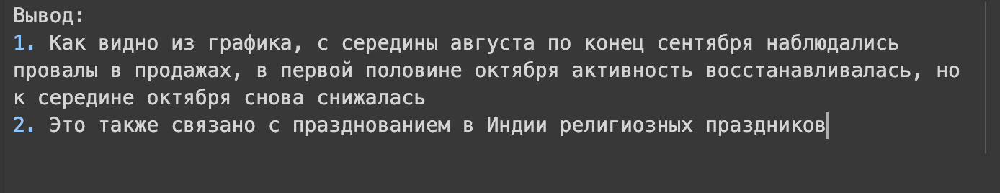 Вывод:
1. Как видно из графика, с середины августа по конец сентября наблюдались
провалы в продажах, в первой половине октября активность восстанавливалась, но
к середине октября снова снижалась
2. Это также связано с празднованием в Индии религиозных праздников